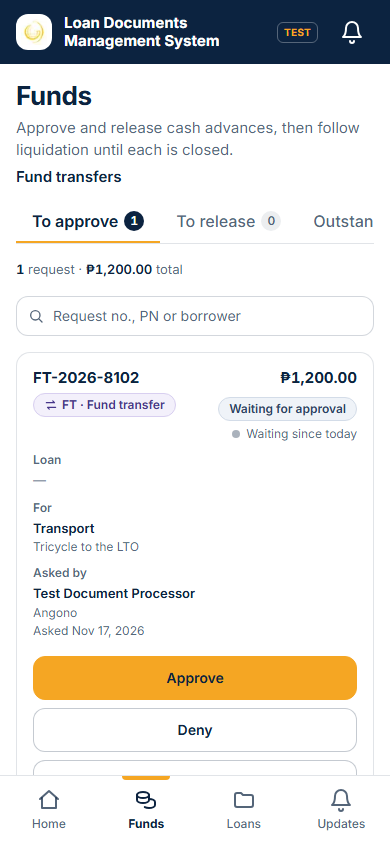 Loan Documents
Management System
TEST
Funds
Approve and release cash advances, then follow
liquidation until each is closed.
Fund transfers
To approve 1
To release 0
Outstan
1 request · ₱1,200.00 total
Request no., PN or borrower
FT-2026-8102
₱1,200.00
FT · Fund transfer
Waiting for approval
Waiting since today
Loan
—
For
Transport
Tricycle to the LTO
Asked by
Test Document Processor
Angono
Asked Nov 17, 2026
Approve
Deny
Home
Funds
Loans
Updates